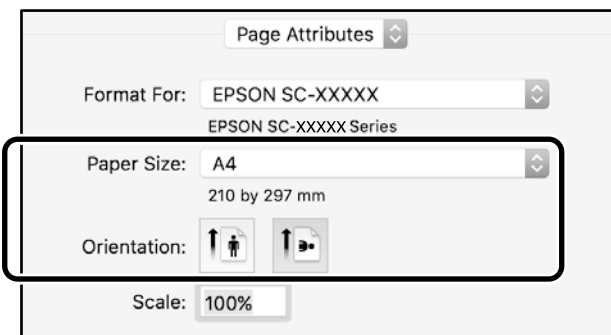 Page Attributes
Format For: EPSON SC-XXXXX
EPSON SC-XXXXX Series
Paper Size: A4
210 by 297 mm
Orientation:
Scale: 100%